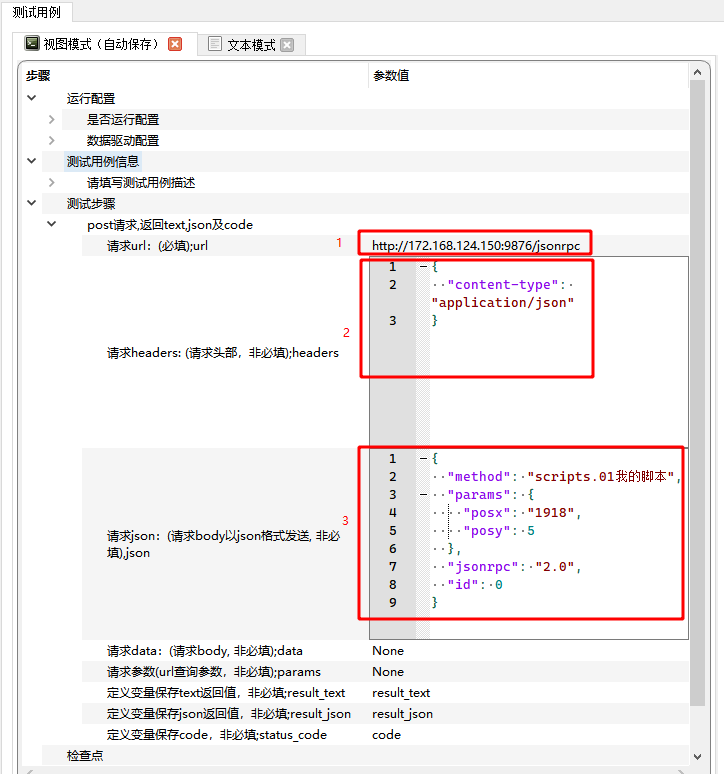 测试用例
视图模式（自动保存）
文本模式
步骤 参数值
运行配置
是否运行配置
数据驱动配置
测试用例信息
请填写测试用例描述
测试步骤
post请求,返回text,json及code
请求url：(必填);url 1 http://172.168.124.150:9876/jsonrpc
1 {
2 "content-type":
"application/json"
3 }
2
请求headers: (请求头部，非必填);headers
1 {
2 "method": "scripts.01我的脚本",
3 "params": {
4 "posx": "1918",
5 "posy": 5
6 },
7 "jsonrpc": "2.0",
8 "id": 0
9 }
3
请求json：(请求body以json格式发送, 非必
填),json
请求data：(请求body, 非必填);data None
请求参数(url查询参数，非必填);params None
定义变量保存text返回值，非必填;result_text result_text
定义变量保存json返回值，非必填;result_json result_json
定义变量保存code，非必填;status_code code
检查点